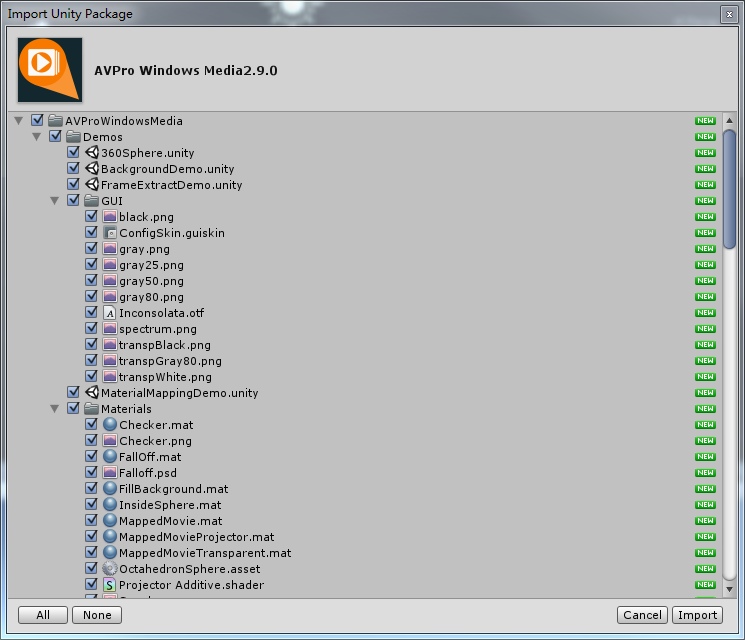 Import Unity Package
AVPro Windows Media2.9.0
AVProWindowsMedia NEW
Demos NEW
360Sphere.unity NEW
BackgroundDemo.unity NEW
FrameExtractDemo.unity NEW
GUI NEW
black.png NEW
ConfigSkin.guiskin NEW
gray.png NEW
gray25.png NEW
gray50.png NEW
gray80.png NEW
Inconsolata.otf NEW
spectrum.png NEW
transpBlack.png NEW
transpGray80.png NEW
transpWhite.png NEW
MaterialMappingDemo.unity NEW
Materials NEW
Checker.mat NEW
Checker.png NEW
FallOff.mat NEW
Falloff.psd NEW
FillBackground.mat NEW
InsideSphere.mat NEW
MappedMovie.mat NEW
MappedMovieProjector.mat NEW
MappedMovieTransparent.mat NEW
OctahedronSphere.asset NEW
Projector Additive.shader NEW
All None Cancel Import